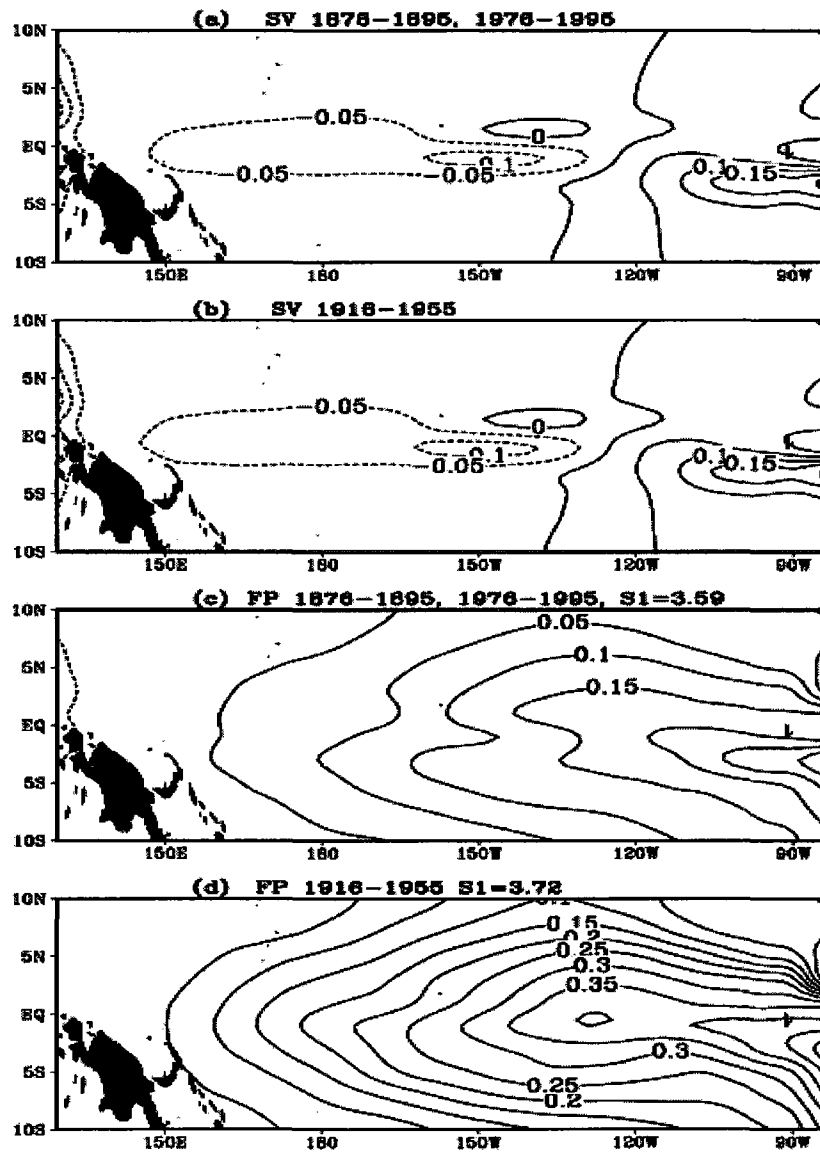 (a) SV 1876-1895, 1976-1995
10N
5N
EQ
5S
10S
0.05
0.05
0.05
0.1
0
0.1
0.15
150E 180 150W 120W 90W
(b) SV 1916-1955
10N
5N
EQ
5S
10S
0.05
0.05
0.1
0
0.1
0.15
150E 180 150W 120W 90W
(c) FP 1876-1895, 1976-1995, S1=3.59
10N
5N
EQ
5S
10S
0.05
0.1
0.15
150E 180 150W 120W 90W
(d) FP 1916-1955 S1=3.72
10N
5N
EQ
5S
10S
0.1
0.15
0.2
0.25
0.3
0.35
0.3
0.25
0.2
150E 180 150W 120W 90W